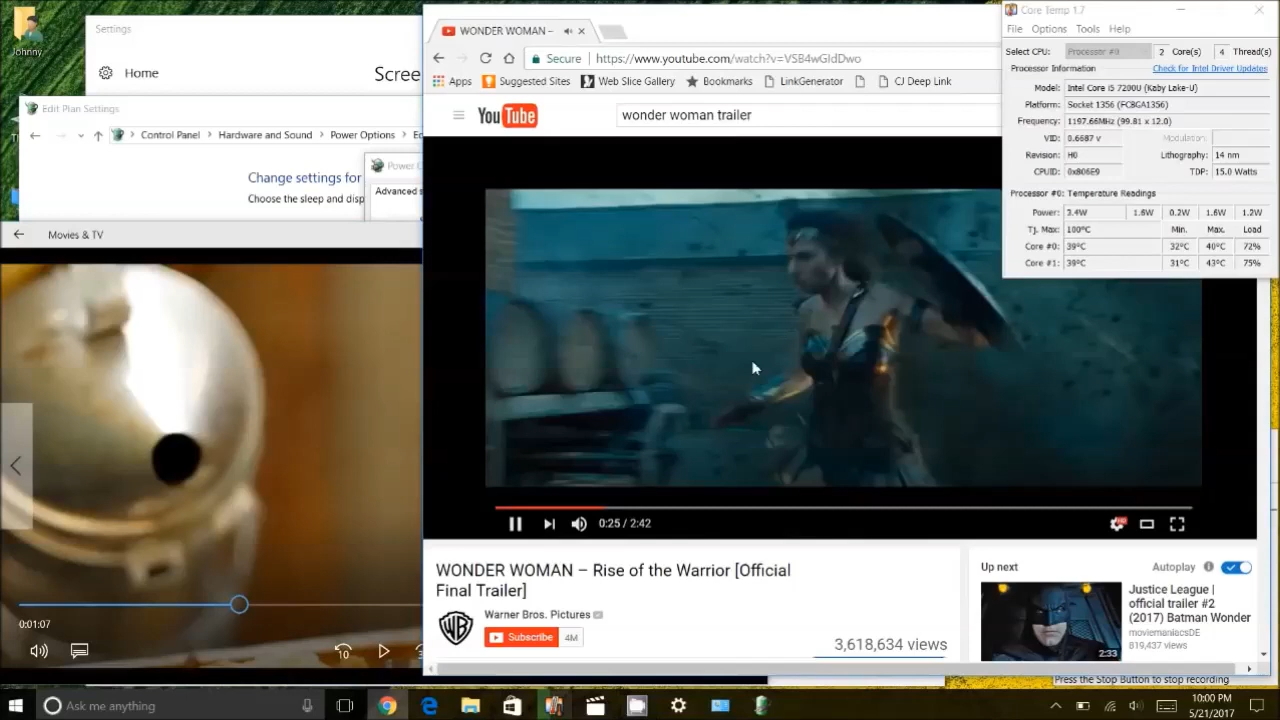 Johnny
Settings
Home
Scree
Edit Plan Settings
Control Panel
Hardware and Sound
Power Options
Change settings for
Choose the sleep and disp
Advanced s
Movies & TV
0:01:07
10
WONDER WOMAN –
Secure
https://www.youtube.com/watch?v=VSB4wGIdDwo
Apps
Suggested Sites
Web Slice Gallery
Bookmarks
LinkGenerator
CJ Deep Link
YouTube
wonder woman trailer
0:25 / 2:42
WONDER WOMAN – Rise of the Warrior [Official
Final Trailer]
Warner Bros. Pictures
Subscribe 4M
3,618,634 views
Up next
Autoplay
Justice League |
official trailer #2
(2017) Batman Wonder
moviemaniacsDE
819,437 views
2:33
Core Temp 1.7
File Options Tools Help
Select CPU: Processor #0 2 Core(s) 4 Thread(s)
Processor Information Check for Intel Driver Updates
Model: Intel Core i5 7200U (Kaby Lake-U)
Platform: Socket 1356 (FCBGA1356)
Frequency: 1197.66MHz (99.81 x 12.0)
VID: 0.6687 v Modulation:
Revision: H0 Lithography: 14 nm
CPUID: 0x806E9 TDP: 15.0 Watts
Processor #0: Temperature Readings
Power: 3.4W 1.6W 0.2W 1.6W 1.2W
Tj. Max: 100°C Min. Max. Load
Core #0: 39°C 32°C 40°C 72%
Core #1: 39°C 31°C 43°C 75%
Press the Stop Button to stop recording
Ask me anything
10:00 PM
5/21/2017